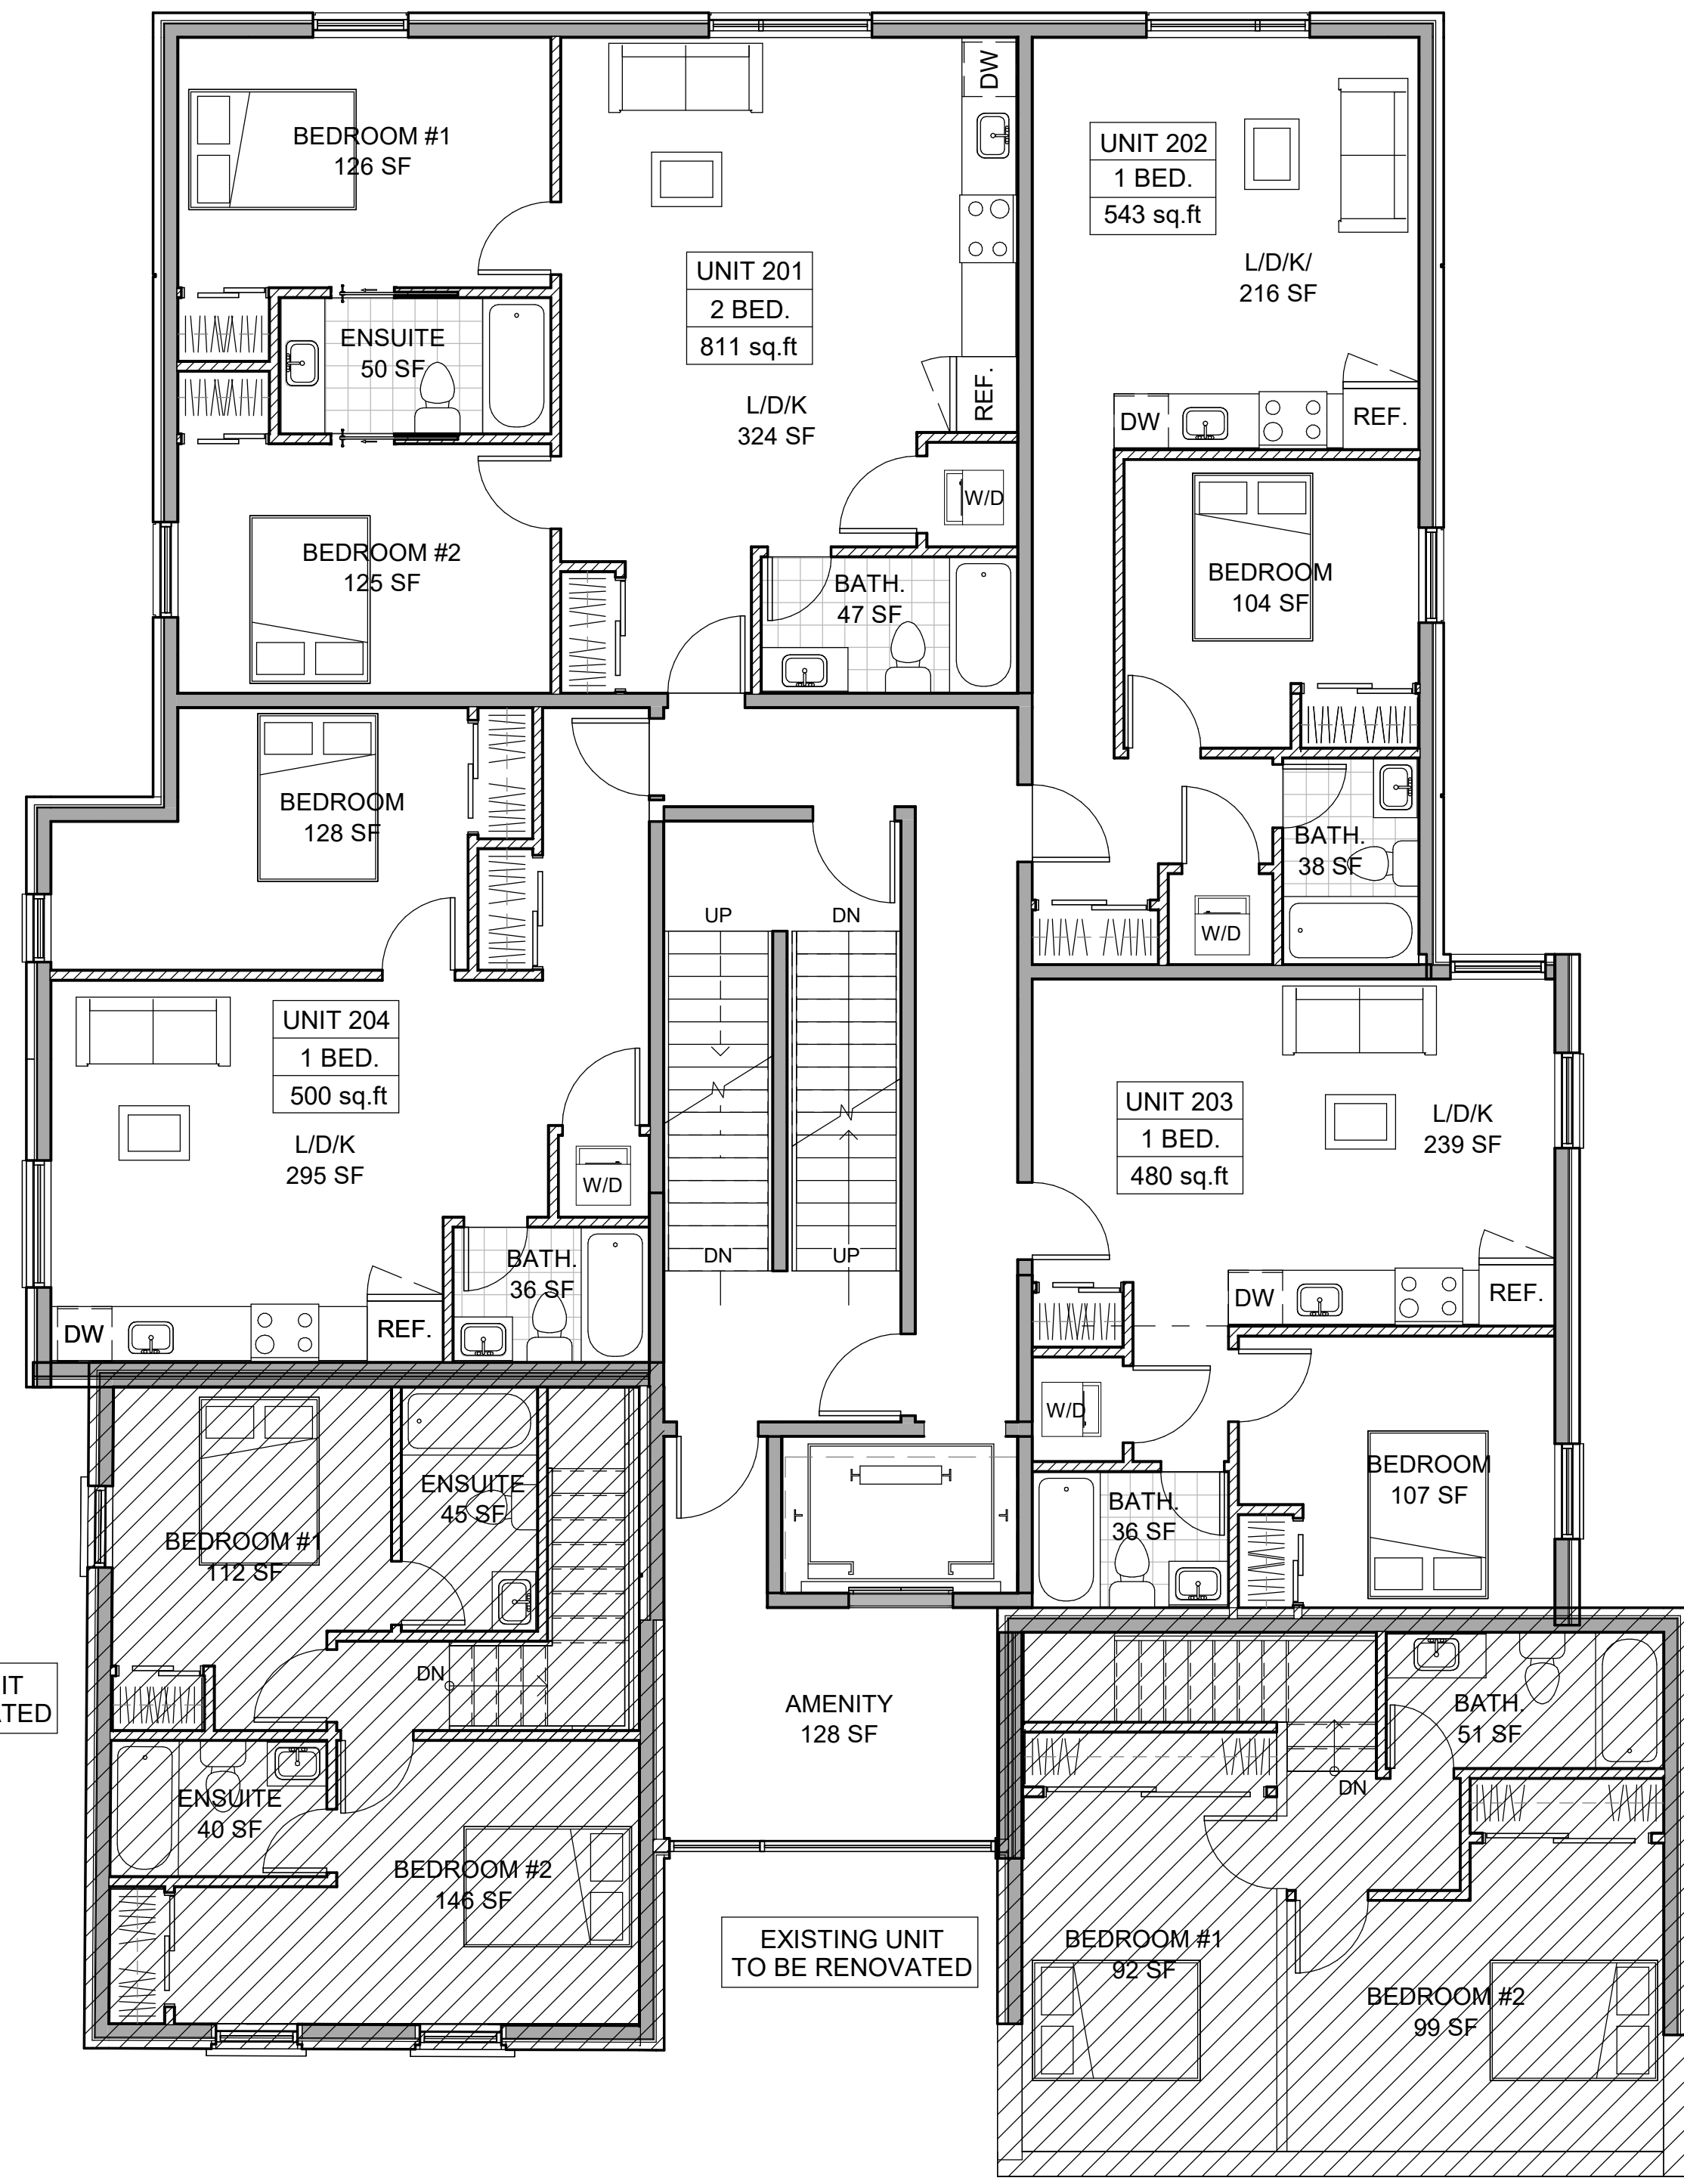 BEDROOM #1
126 SF
DW
UNIT 201
2 BED.
811 sq.ft
UNIT 202
1 BED.
543 sq.ft
L/D/K/
216 SF
ENSUITE
50 SF
REF.
L/D/K
324 SF
DW
REF.
W/D
BEDROOM #2
125 SF
BATH.
47 SF
BEDROOM
104 SF
BEDROOM
128 SF
BATH.
38 SF
W/D
UP
DN
UNIT 204
1 BED.
500 sq.ft
L/D/K
295 SF
W/D
UNIT 203
1 BED.
480 sq.ft
L/D/K
239 SF
DN
UP
BATH.
36 SF
DW
REF.
DW
REF.
W/D
BEDROOM
107 SF
BATH.
36 SF
ENSUITE
45 SF
BEDROOM #1
112 SF
DN
IT
TED
AMENITY
128 SF
BATH.
51 SF
DN
ENSUITE
40 SF
BEDROOM #2
146 SF
EXISTING UNIT
TO BE RENOVATED
BEDROOM #1
92 SF
BEDROOM #2
99 SF